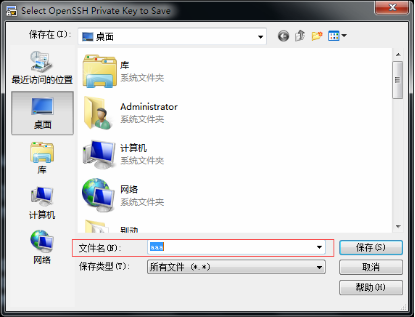 Select OpenSSH Private Key to Save
保存在(I):
桌面
最近访问的位置
桌面
库
计算机
网络
库
系统文件夹
Administrator
系统文件夹
计算机
系统文件夹
网络
系统文件夹
文件名(N):
保存(S)
保存类型(T):
所有文件 (*.*)
取消
帮助(H)